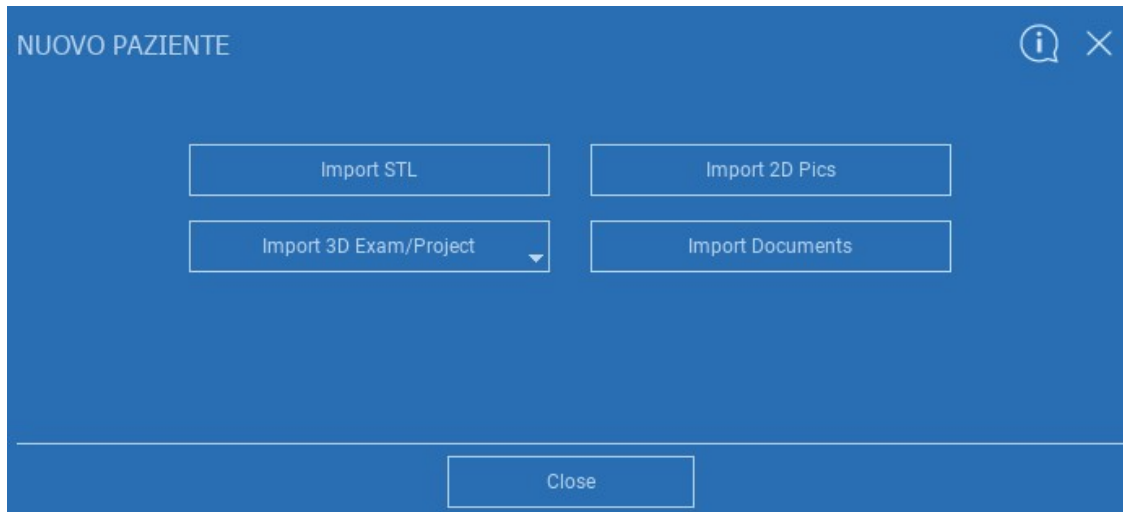 NUOVO PAZIENTE
Import STL
Import 2D Pics
Import 3D Exam/Project
Import Documents
Close